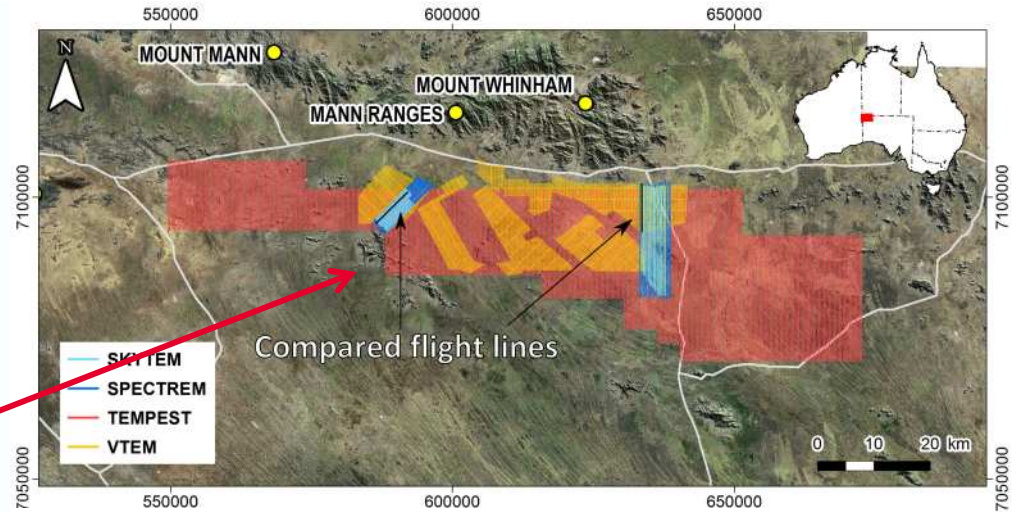 550000 600000 650000
N
MOUNT MANN
MOUNT WHINHAM
MANN RANGES
7100000 7100000
Compared flight lines
SKYTEM
SPECTREM
TEMPEST
VTEM
0 10 20 km
7050000 7050000
550000 600000 650000